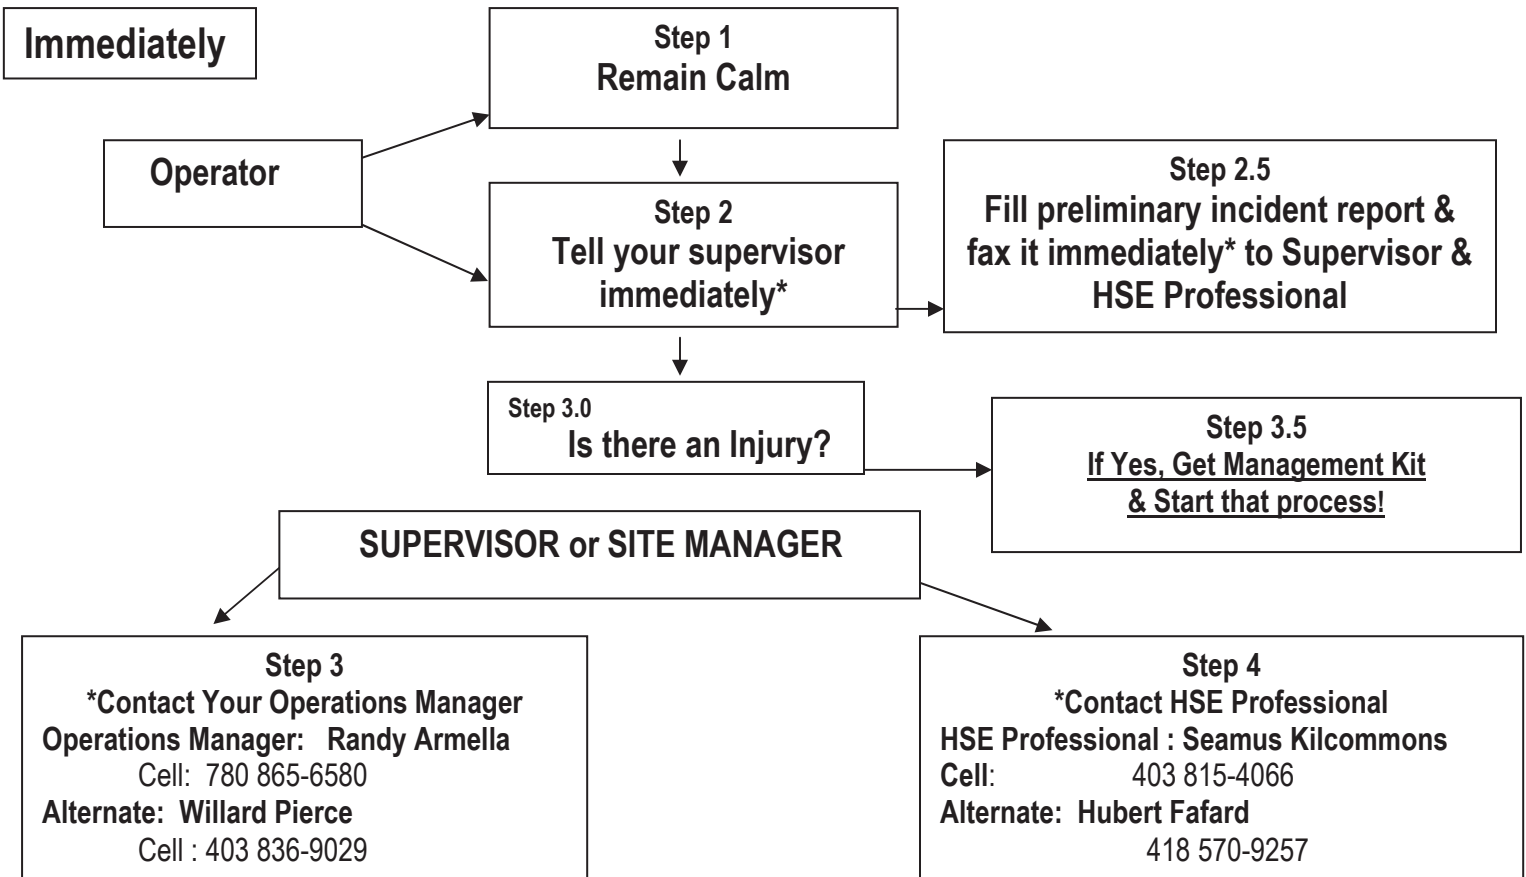 Immediately
Step 1
Remain Calm
Operator
Step 2
Tell your supervisor
immediately*
Step 2.5
Fill preliminary incident report &
fax it immediately* to Supervisor &
HSE Professional
Step 3.0
Is there an Injury?
Step 3.5
If Yes, Get Management Kit
& Start that process!
SUPERVISOR or SITE MANAGER
Step 3
*Contact Your Operations Manager
Operations Manager: Randy Armella
Cell: 780 865-6580
Alternate: Willard Pierce
Cell : 403 836-9029
Step 4
*Contact HSE Professional
HSE Professional : Seamus Kilcommons
Cell: 403 815-4066
Alternate: Hubert Fafard
418 570-9257